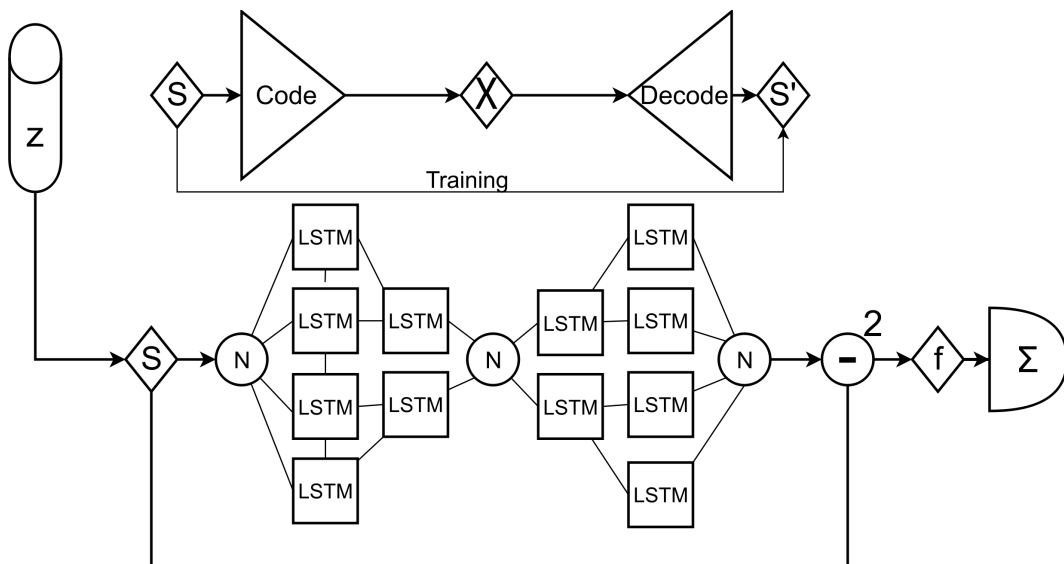 z
S
Code
X
Decode
S'
Training
LSTM
LSTM
LSTM
LSTM
LSTM
LSTM
LSTM
LSTM
LSTM
LSTM
LSTM
LSTM
S
N
N
N
-
2
f
Σ